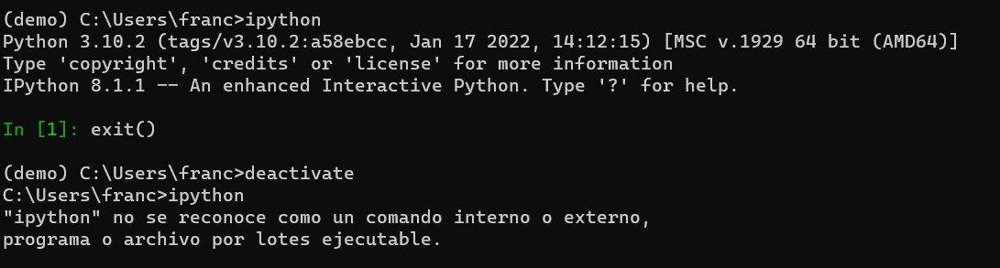 (demo) C:\Users\franc>ipython
Python 3.10.2 (tags/v3.10.2:a58ebcc, Jan 17 2022, 14:12:15) [MSC v.1929 64 bit (AMD64)]
Type 'copyright', 'credits' or 'license' for more information
IPython 8.1.1 -- An enhanced Interactive Python. Type '?' for help.
In [1]: exit()
(demo) C:\Users\franc>deactivate
C:\Users\franc>ipython
"ipython" no se reconoce como un comando interno o externo,
programa o archivo por lotes ejecutable.